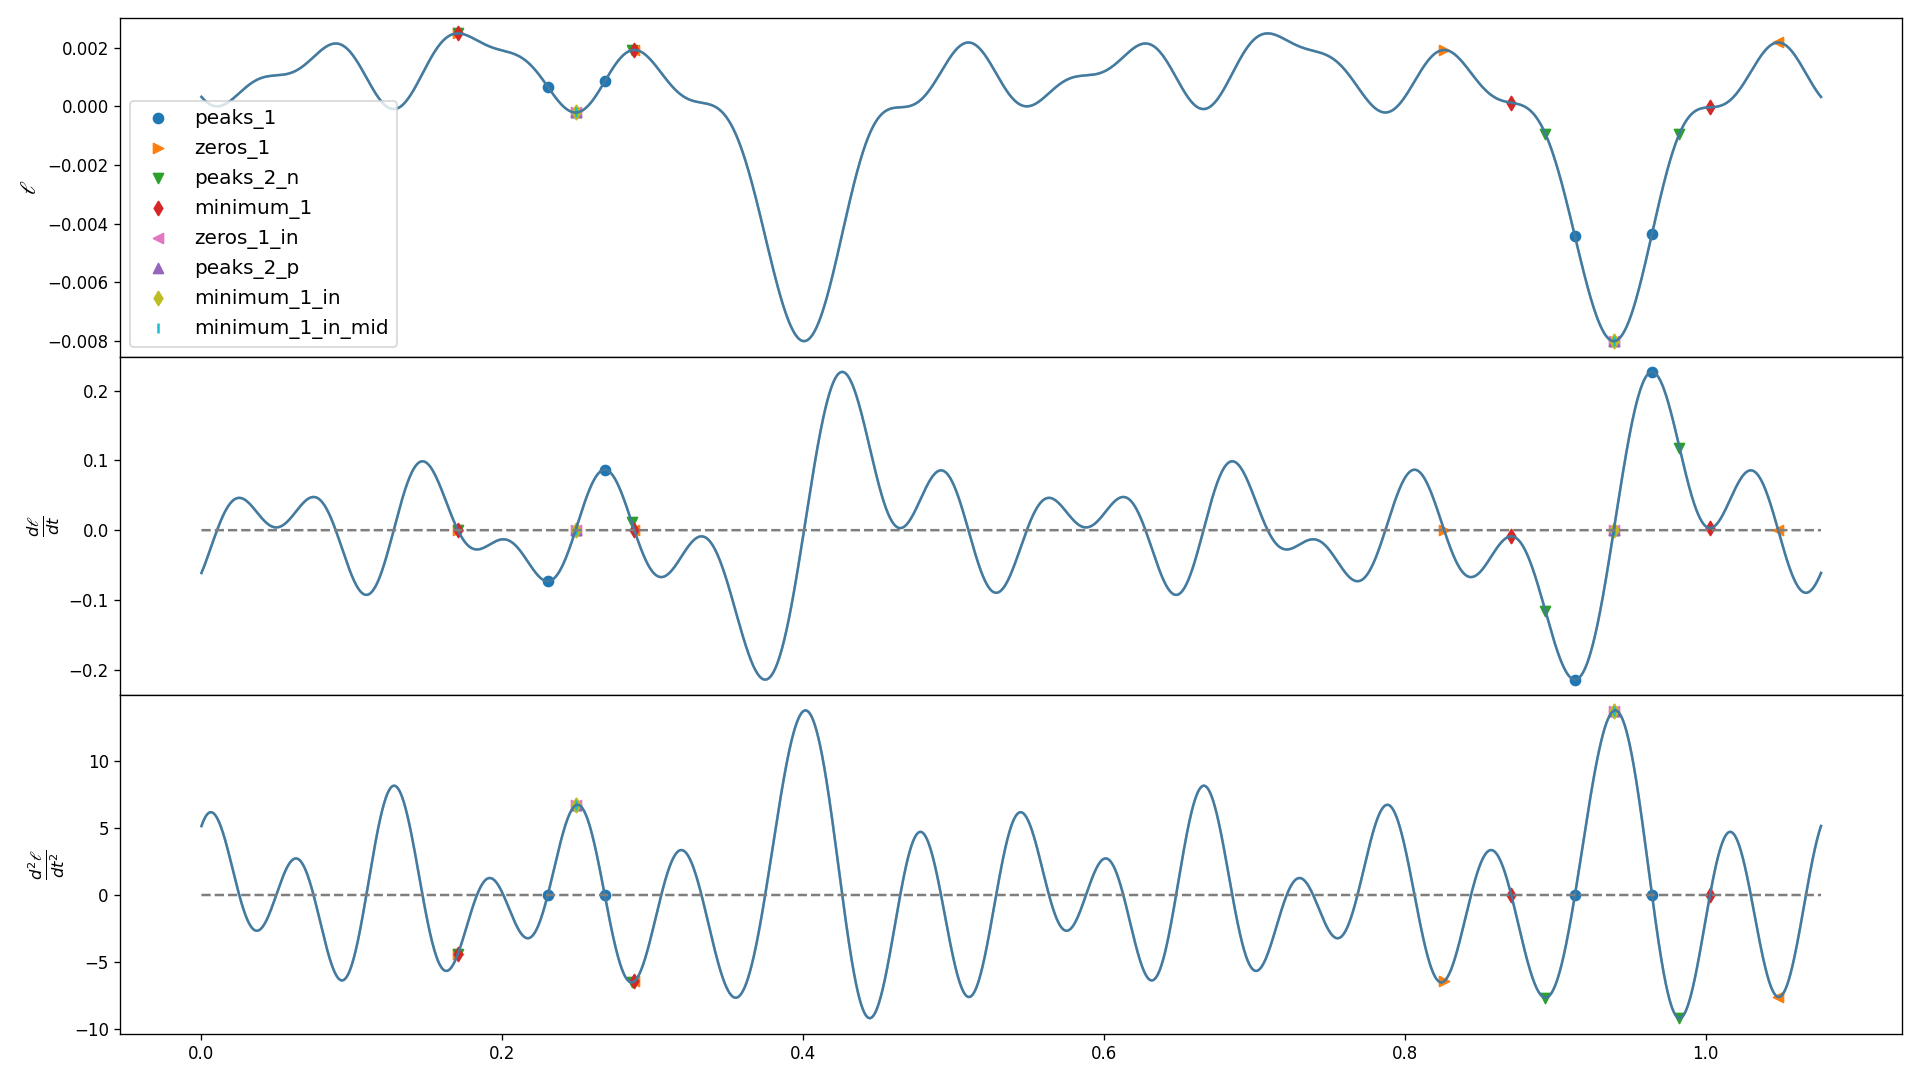 0.002
0.000
−0.002
−0.004
−0.006
−0.008
ℓ
peaks_1
zeros_1
peaks_2_n
minimum_1
zeros_1_in
peaks_2_p
minimum_1_in
minimum_1_in_mid
0.2
0.1
0.0
−0.1
−0.2
dℓ/dt
10
5
0
−5
−10
d²ℓ/dt²
0.0 0.2 0.4 0.6 0.8 1.0